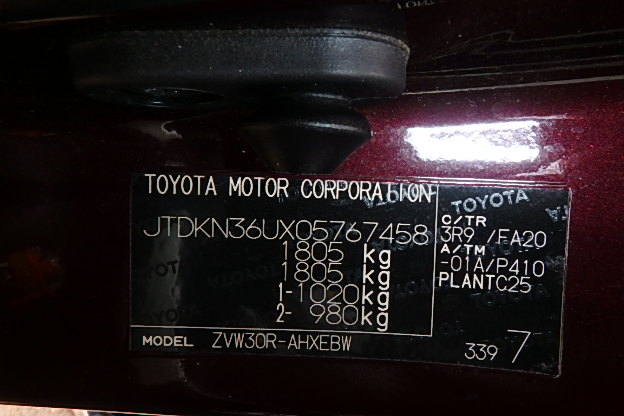 TOYOTA MOTOR CORPORATION
JTDKN36UX05767458
1805 kg
1805 kg
1-1020kg
2- 980kg
TOYOTA
C/TR
3R9 /FA20
A/TM
-01A/P410
PLANTC25
MODEL ZVW30R-AHXEBW
339 7